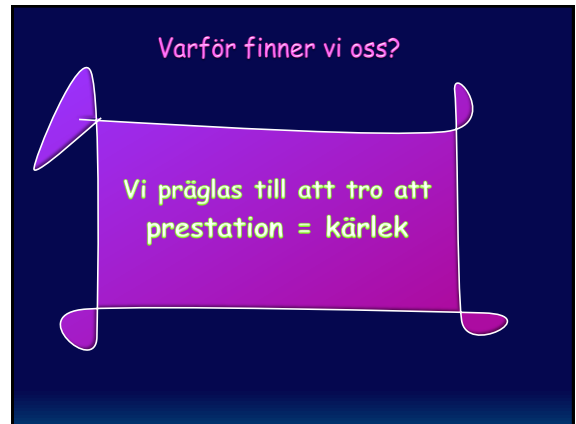 Varför finner vi oss?
Vi präglas till att tro att
prestation = kärlek